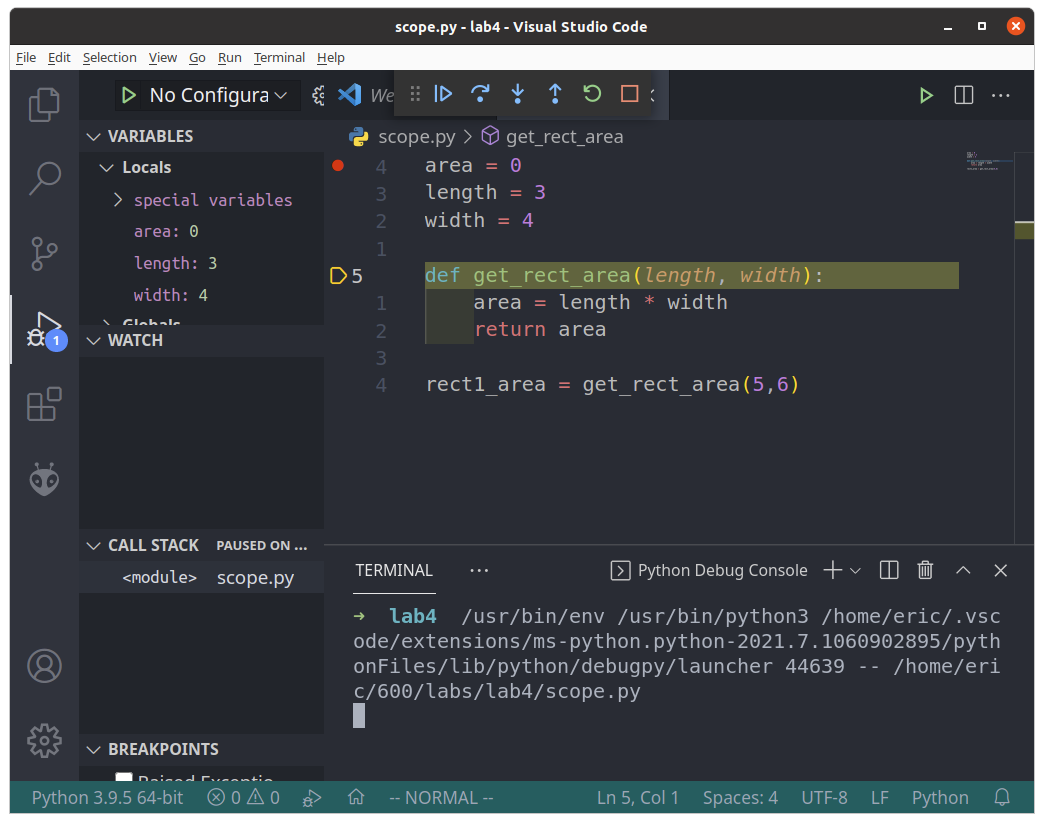 scope.py - lab4 - Visual Studio Code
File Edit Selection View Go Run Terminal Help
No Configura We
VARIABLES
Locals
special variables
area: 0
length: 3
width: 4
Globals
WATCH
CALL STACK PAUSED ON ...
<module> scope.py
BREAKPOINTS
Raised Exceptio
1
scope.py > get_rect_area
4 area = 0
3 length = 3
2 width = 4
1
5 def get_rect_area(length, width):
1 area = length * width
2 return area
3
4 rect1_area = get_rect_area(5,6)
TERMINAL ··· Python Debug Console
→ lab4 /usr/bin/env /usr/bin/python3 /home/eric/.vsc
ode/extensions/ms-python.python-2021.7.1060902895/pyth
onFiles/lib/python/debugpy/launcher 44639 -- /home/eri
c/600/labs/lab4/scope.py
Python 3.9.5 64-bit 0 0 -- NORMAL -- Ln 5, Col 1 Spaces: 4 UTF-8 LF Python